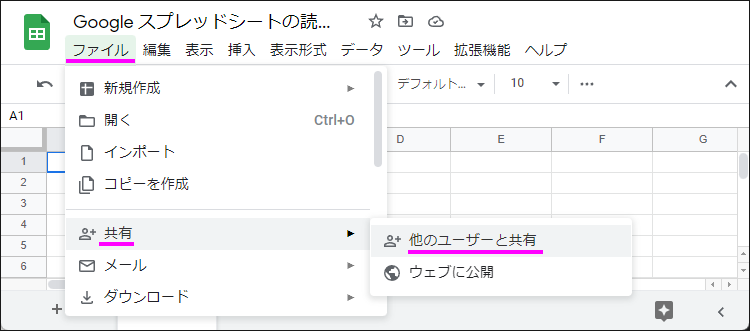 Google スプレッドシートの読...
ファイル 編集 表示 挿入 表示形式 データ ツール 拡張機能 ヘルプ
デフォルト... 10
A1
新規作成
開く Ctrl+O
インポート
コピーを作成
共有
メール
ダウンロード
他のユーザーと共有
ウェブに公開
D E F G
1
2
3
4
5
6